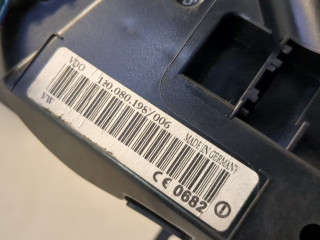 VDO 110.080.198/006 MADE IN GERMANY
VW
CE 0682